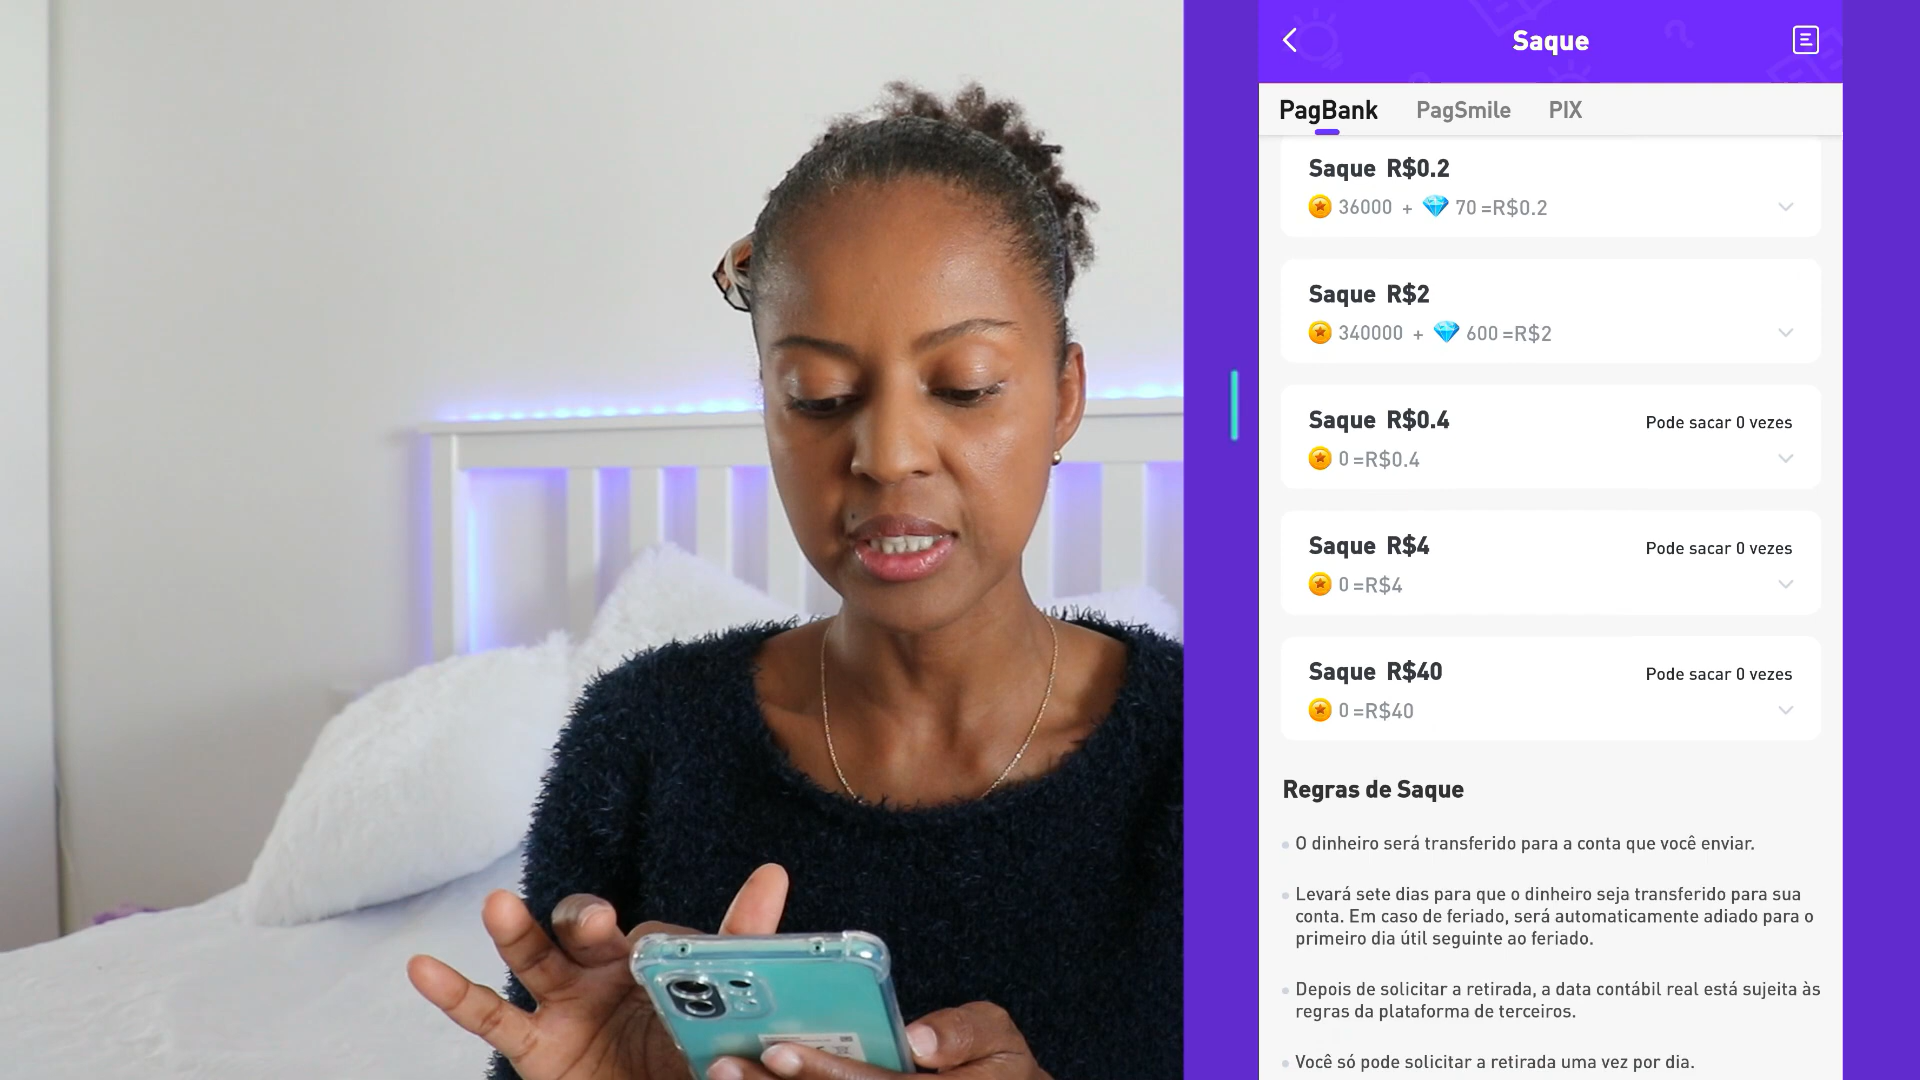 Saque
PagBank PagSmile PIX
Saque R$0.2
36000 + 70 =R$0.2
Saque R$2
340000 + 600 =R$2
Saque R$0.4 Pode sacar 0 vezes
0 =R$0.4
Saque R$4 Pode sacar 0 vezes
0 =R$4
Saque R$40 Pode sacar 0 vezes
0 =R$40
Regras de Saque
O dinheiro será transferido para a conta que você enviar.
Levará sete dias para que o dinheiro seja transferido para sua
conta. Em caso de feriado, será automaticamente adiado para o
primeiro dia útil seguinte ao feriado.
Depois de solicitar a retirada, a data contábil real está sujeita às
regras da plataforma de terceiros.
Você só pode solicitar a retirada uma vez por dia.